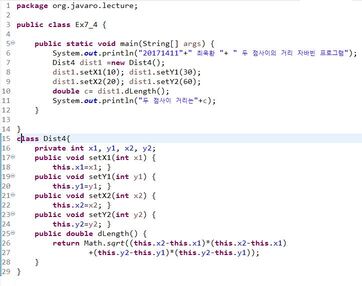 1 package org.javaro.lecture;
2
3 public class Ex7_4 {
4
5 public static void main(String[] args) {
6 System.out.println("20171411"+" 최욱환 "+ " 두 점사이의 거리 자바빈 프로그램");
7 Dist4 dist1 =new Dist4();
8 dist1.setX1(10); dist1.setY1(30);
9 dist1.setX2(20); dist1.setY2(60);
10 double c= dist1.dLength();
11 System.out.println("두 점사이 거리는"+c);
12 }
13
14 }
15 class Dist4{
16 private int x1, y1, x2, y2;
17 public void setX1(int x1) {
18 this.x1=x1; }
19 public void setY1(int y1) {
20 this.y1=y1; }
21 public void setX2(int x2) {
22 this.x2=x2; }
23 public void setY2(int y2) {
24 this.y2=y2; }
25 public double dLength() {
26 return Math.sqrt((this.x2-this.x1)*(this.x2-this.x1)
27 +(this.y2-this.y1)*(this.y2-this.y1));
28 }
29 }